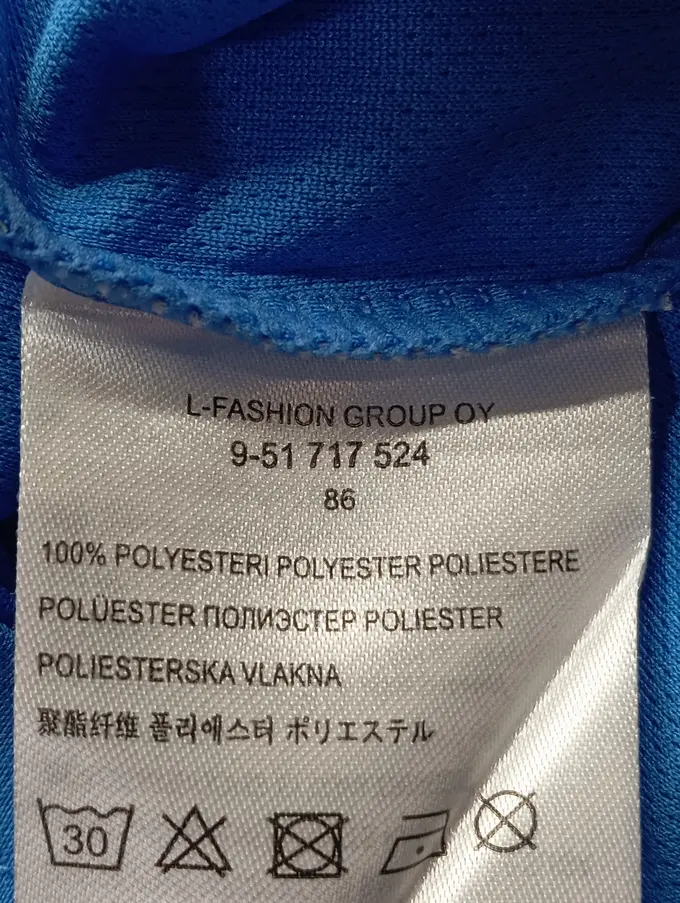 L-FASHION GROUP OY
9-51 717 524
86
100% POLYESTERI POLYESTER POLIESTERE
POLÜESTER ПОЛИЭСТЕР POLIESTER
POLIESTERSKA VLAKNA
聚酯纤维 폴리에스터 ポリエステル
30